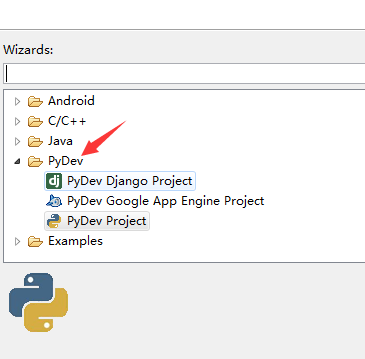 Wizards:
Android
C/C++
Java
PyDev
dj PyDev Django Project
PyDev Google App Engine Project
PyDev Project
Examples